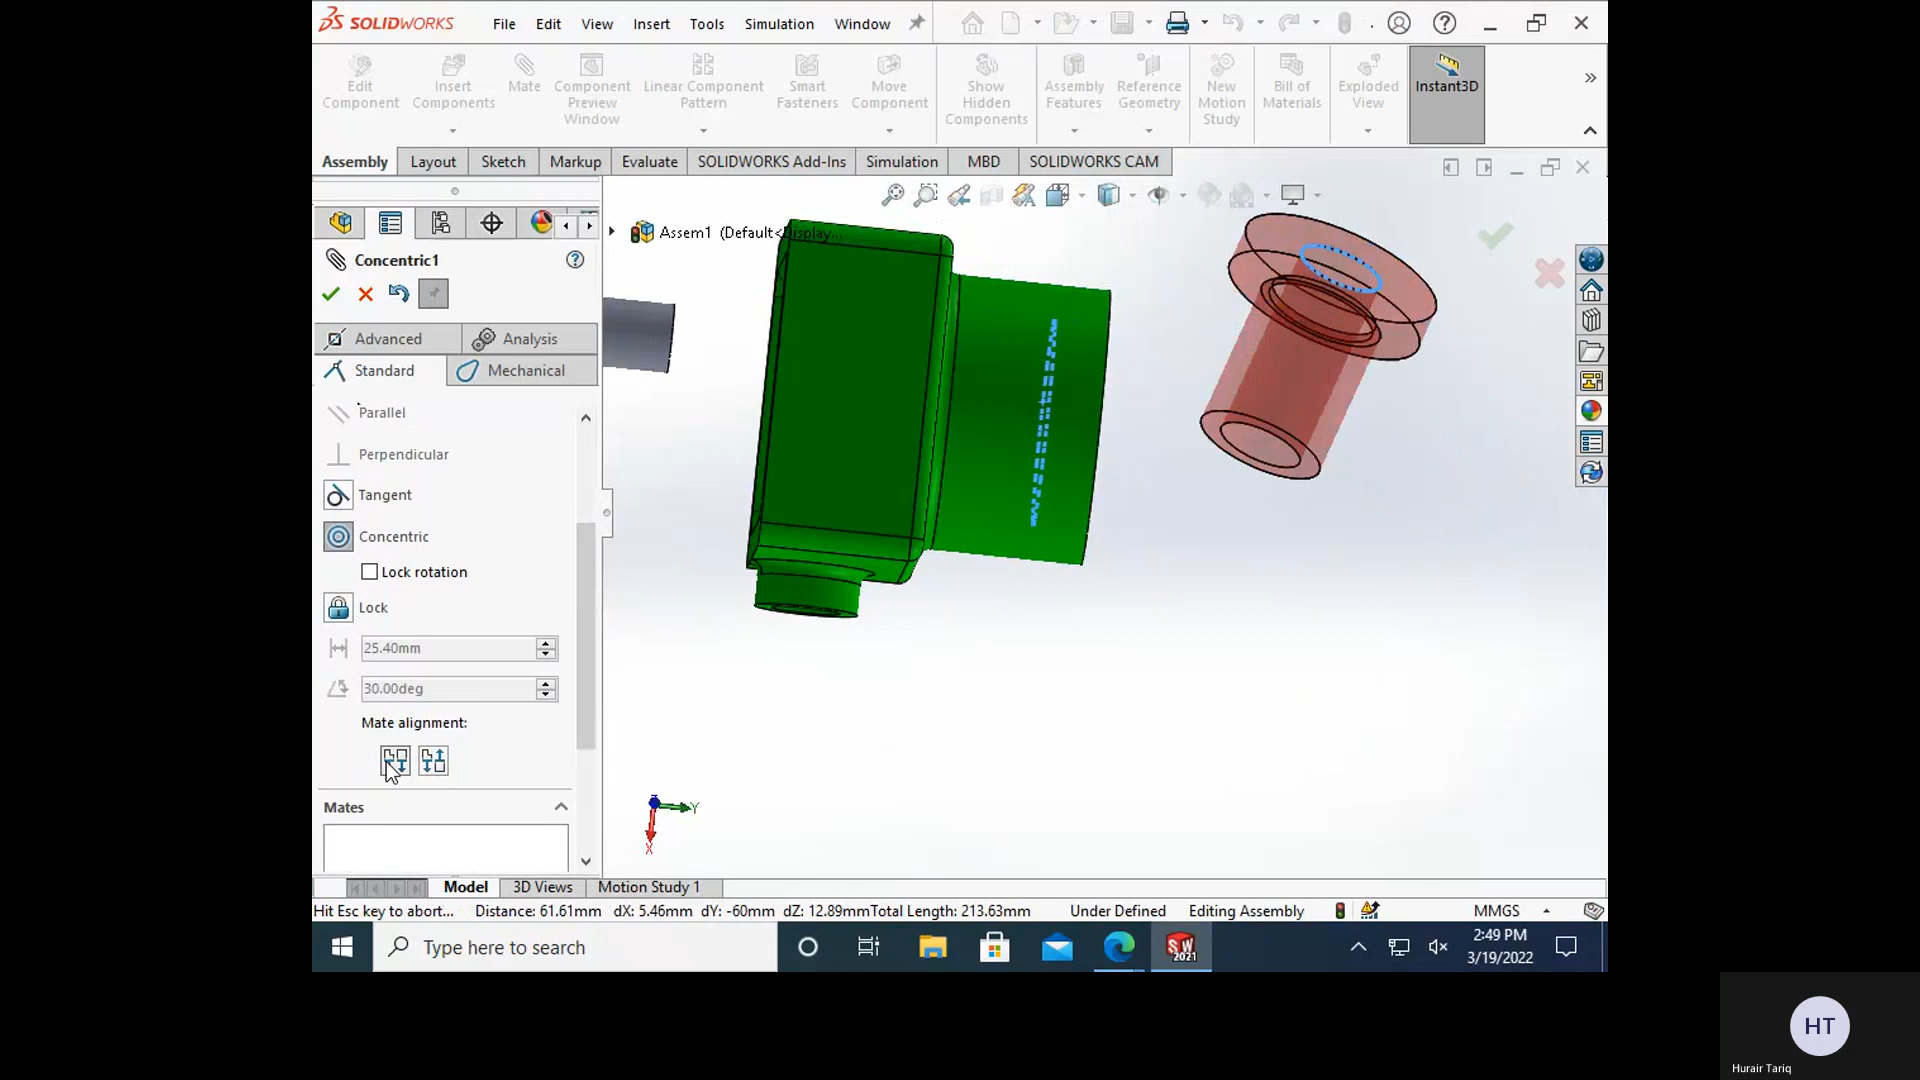 SOLIDWORKS File Edit View Insert Tools Simulation Window
Edit Component
Insert Components
Mate
Component Preview Window
Linear Component Pattern
Smart Fasteners
Move Component
Show Hidden Components
Assembly Features
Reference Geometry
New Motion Study
Bill of Materials
Exploded View
Instant3D
Assembly Layout Sketch Markup Evaluate SOLIDWORKS Add-Ins Simulation MBD SOLIDWORKS CAM
Assem1 (Default<Display...
Concentric1
Advanced Analysis
Standard Mechanical
Parallel
Perpendicular
Tangent
Concentric
Lock rotation
Lock
25.40mm
30.00deg
Mate alignment:
Mates
Y
X
Model 3D Views Motion Study 1
Hit Esc key to abort... Distance: 61.61mm dX: 5.46mm dY: -60mm dZ: 12.89mmTotal Length: 213.63mm Under Defined Editing Assembly MMGS
Type here to search
SW 2021
2:49 PM
3/19/2022
HT
Hurair Tariq